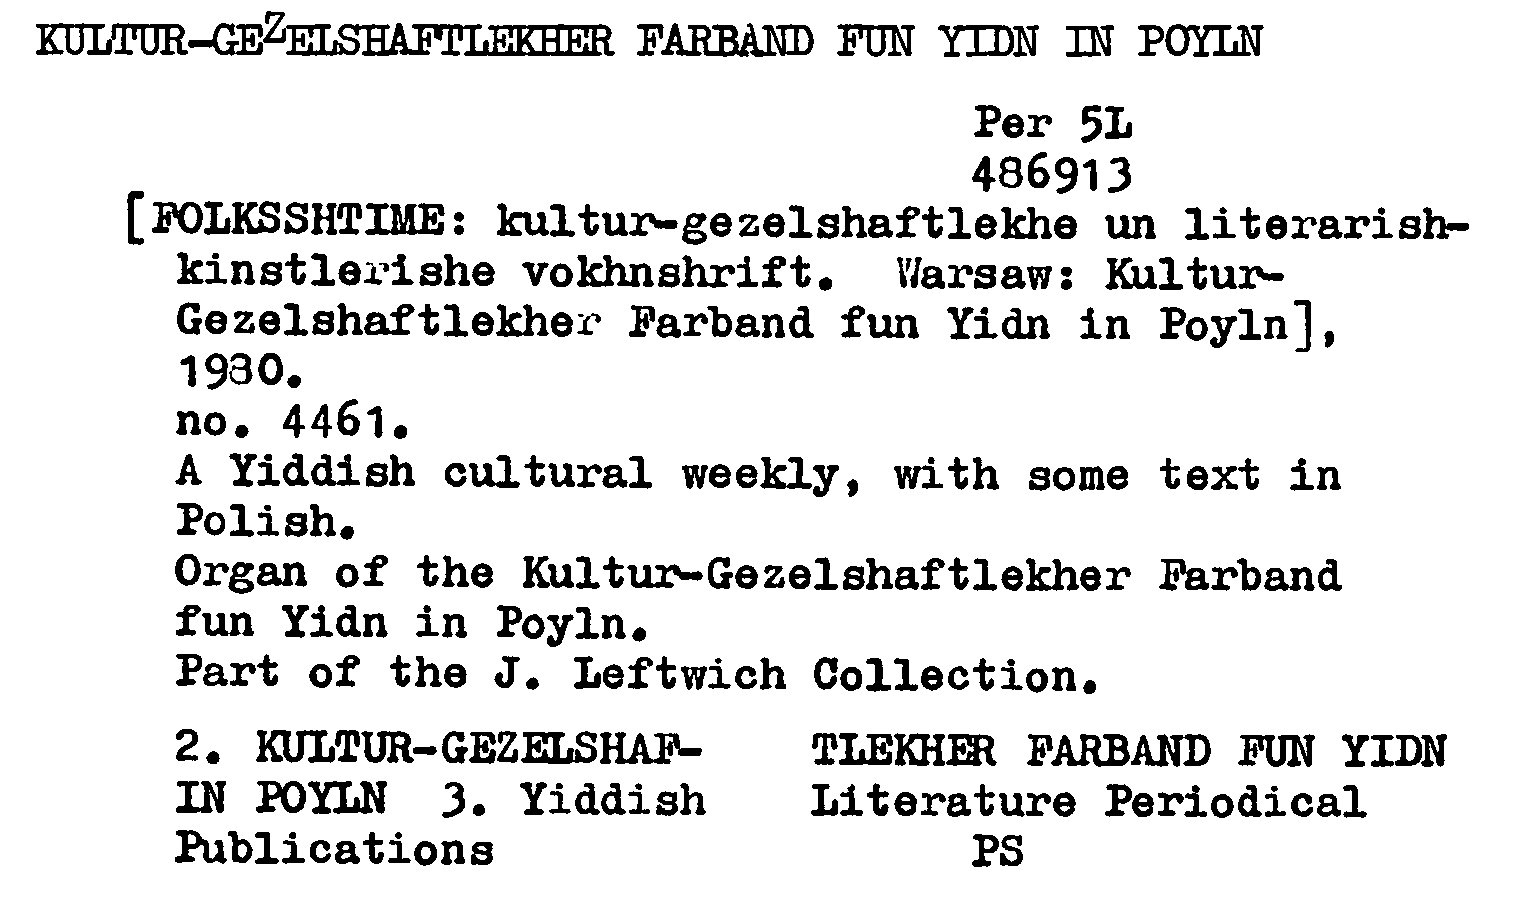 KULTUR-GEZELSHAFTLEKHER FARBAND FUN YIDN IN POYLN
Per 5L
486913
[FOLKSSHTIME: kultur-gezelshaftlekhe un literarish-
kinstlerishe vokhnshrift. Warsaw: Kultur-
Gezelshaftlekher Farband fun Yidn in Poyln],
1980.
no. 4461.
A Yiddish cultural weekly, with some text in
Polish.
Organ of the Kultur-Gezelshaftlekher Farband
fun Yidn in Poyln.
Part of the J. Leftwich Collection.
2. KULTUR-GEZELSHAF- TLEKHER FARBAND FUN YIDN
IN POYLN 3. Yiddish Literature Periodical
Publications PS